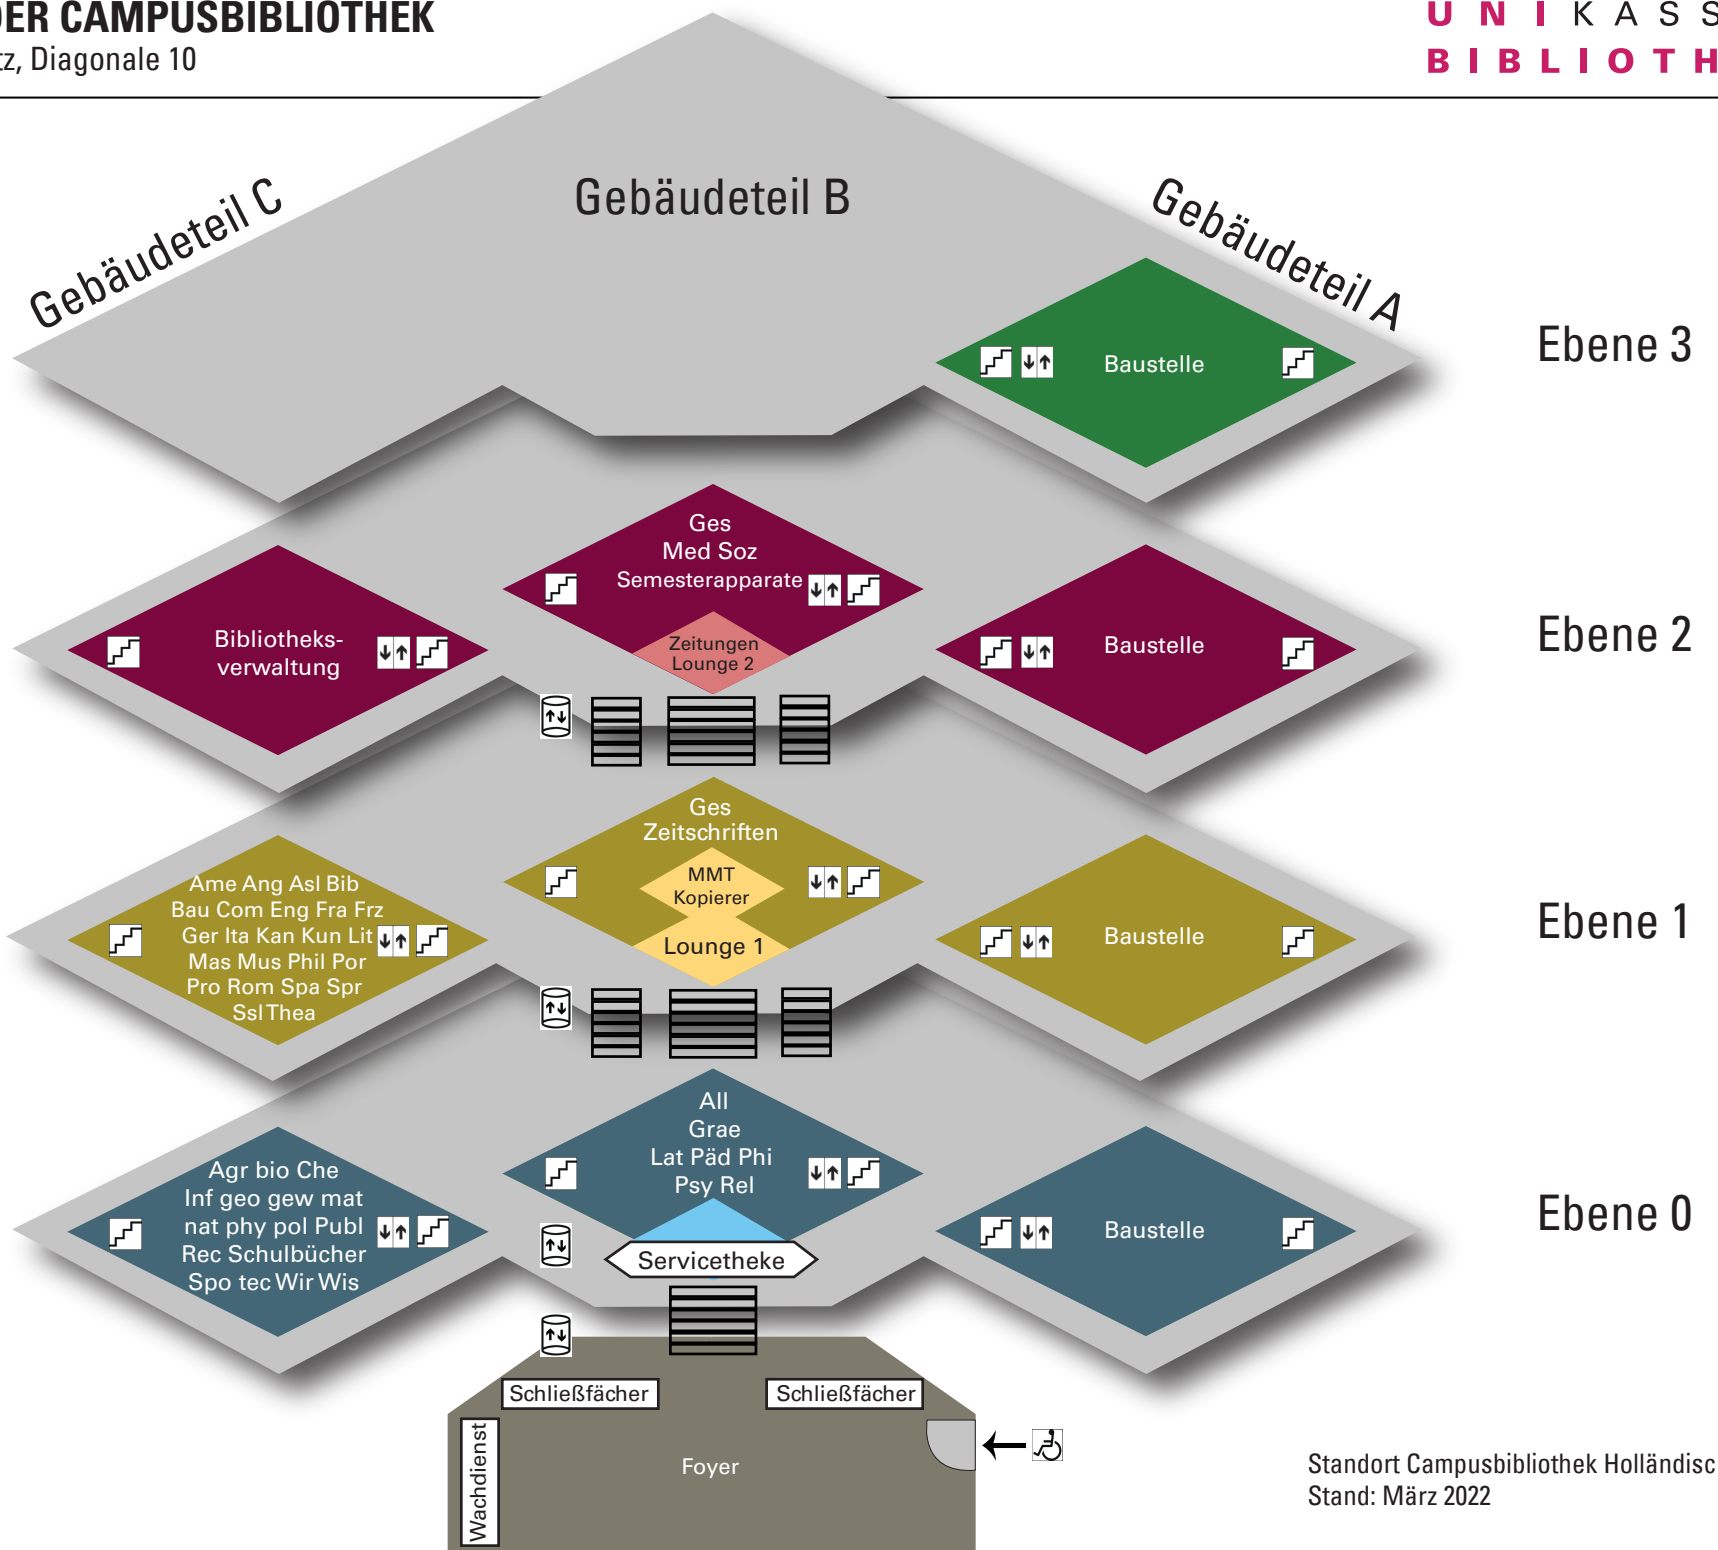 DER CAMPUSBIBLIOTHEK
tz, Diagonale 10
UNIKASS
BIBLIOTH
Gebäudeteil C
Gebäudeteil B
Gebäudeteil A
Baustelle
Ebene 3
Ges
Med Soz
Semesterapparate
Zeitungen
Lounge 2
Bibliotheks-
verwaltung
Baustelle
Ebene 2
Ges
Zeitschriften
MMT
Kopierer
Lounge 1
Ame Ang Asl Bib
Bau Com Eng Fra Frz
Ger Ita Kan Kun Lit
Mas Mus Phil Por
Pro Rom Spa Spr
Ssl Thea
Baustelle
Ebene 1
All
Grae
Lat Päd Phi
Psy Rel
Servicetheke
Agr bio Che
Inf geo gew mat
nat phy pol Publ
Rec Schulbücher
Spo tec Wir Wis
Baustelle
Ebene 0
Schließfächer
Schließfächer
Wachdienst
Foyer
Standort Campusbibliothek Holländisc
Stand: März 2022